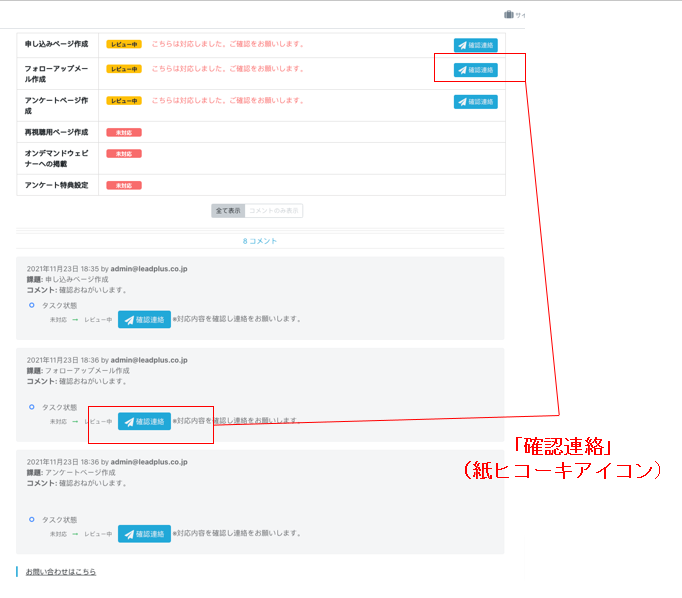 サイ
申し込みページ作成 レビュー中 こちらは対応しました。ご確認をお願いします。 確認連絡
フォローアップメー
ル作成 レビュー中 こちらは対応しました。ご確認をお願いします。 確認連絡
アンケートページ作
成 レビュー中 こちらは対応しました。ご確認をお願いします。 確認連絡
再視聴用ページ作成 未対応
オンデマンドウェビ
ナーへの掲載 未対応
アンケート特典設定 未対応
全て表示 コメントのみ表示
8 コメント
2021年11月23日 18:35 by admin@leadplus.co.jp
課題: 申し込みページ作成
コメント: 確認おねがいします。
タスク状態
未対応 → レビュー中 確認連絡 ※対応内容を確認し連絡をお願いします。
2021年11月23日 18:36 by admin@leadplus.co.jp
課題: フォローアップメール作成
コメント: 確認おねがいします。
タスク状態
未対応 → レビュー中 確認連絡 ※対応内容を確認し連絡をお願いします。
「確認連絡」
（紙ヒコーキアイコン）
2021年11月23日 18:36 by admin@leadplus.co.jp
課題: アンケートページ作成
コメント: 確認おねがいします。
タスク状態
未対応 → レビュー中 確認連絡 ※対応内容を確認し連絡をお願いします。
お問い合わせはこちら